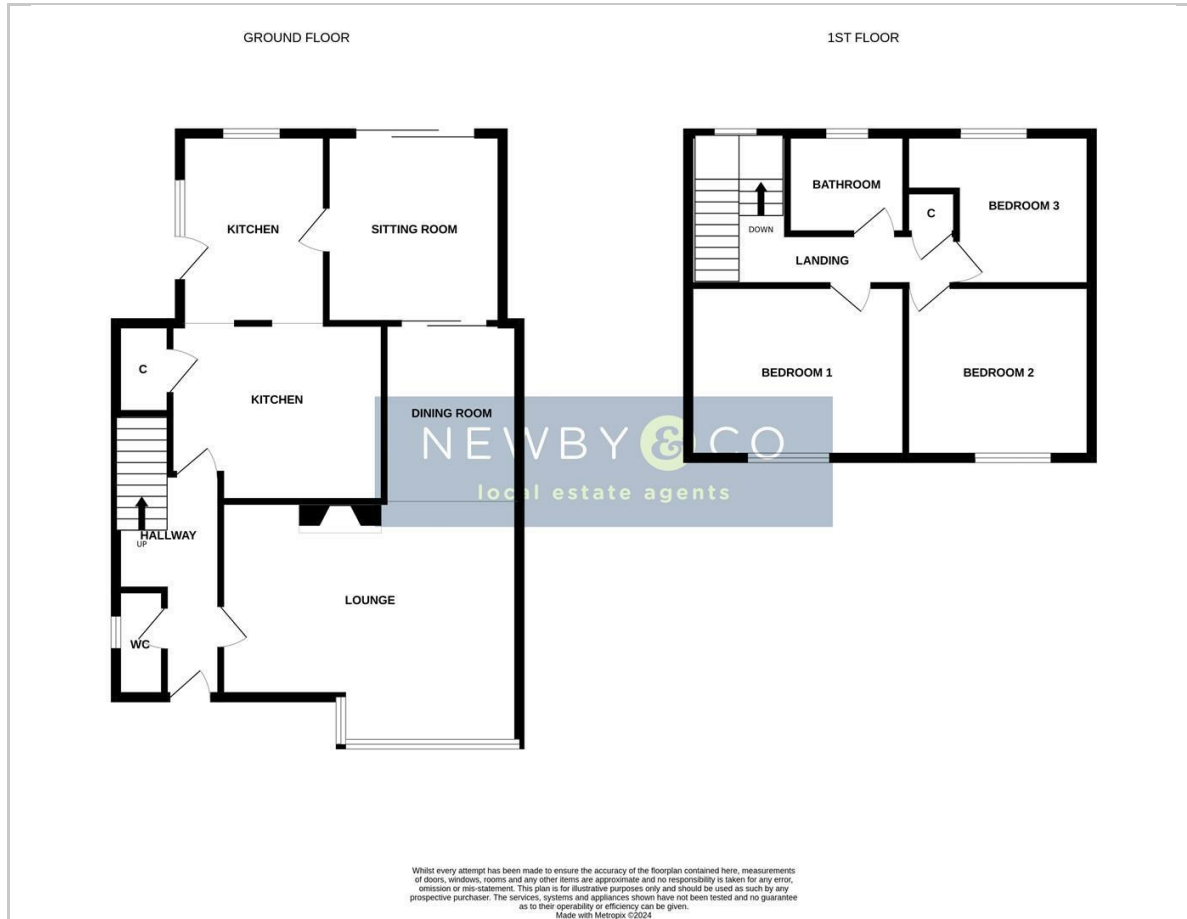 GROUND FLOOR
1ST FLOOR
KITCHEN
SITTING ROOM
C
KITCHEN
DINING ROOM
UP
HALLWAY
LOUNGE
WC
BATHROOM
C
BEDROOM 3
DOWN
LANDING
BEDROOM 1
BEDROOM 2
NEWBY & CO
local estate agents
Whilst every attempt has been made to ensure the accuracy of the floorplan contained here, measurements
of doors, windows, rooms and any other items are approximate and no responsibility is taken for any error,
omission or mis-statement. This plan is for illustrative purposes only and should be used as such by any
prospective purchaser. The services, systems and appliances shown have not been tested and no guarantee
as to their operability or efficiency can be given.
Made with Metropix ©2024